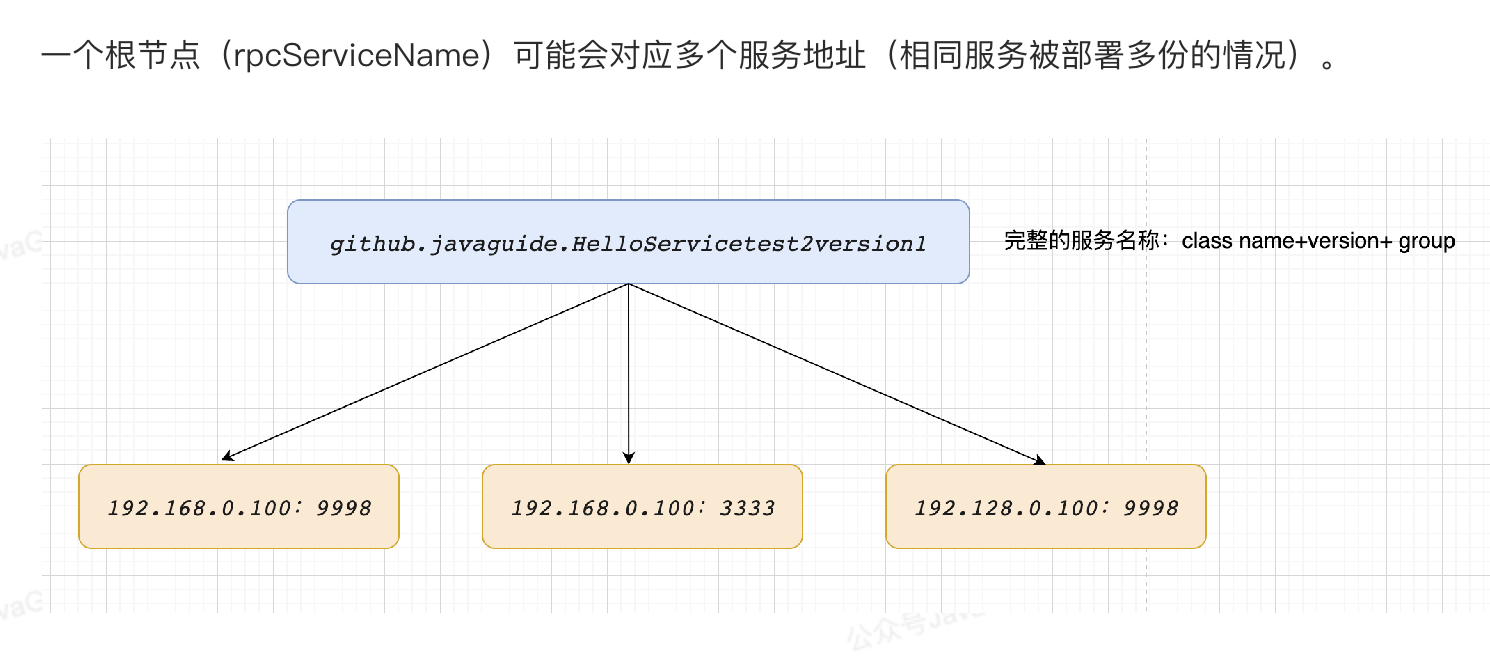 一个根节点（rpcServiceName）可能会对应多个服务地址（相同服务被部署多份的情况）。
github.javaguide.HelloServicetest2version1
完整的服务名称：class name+version+ group
192.168.0.100：9998
192.168.0.100：3333
192.128.0.100：9998
公众号Java